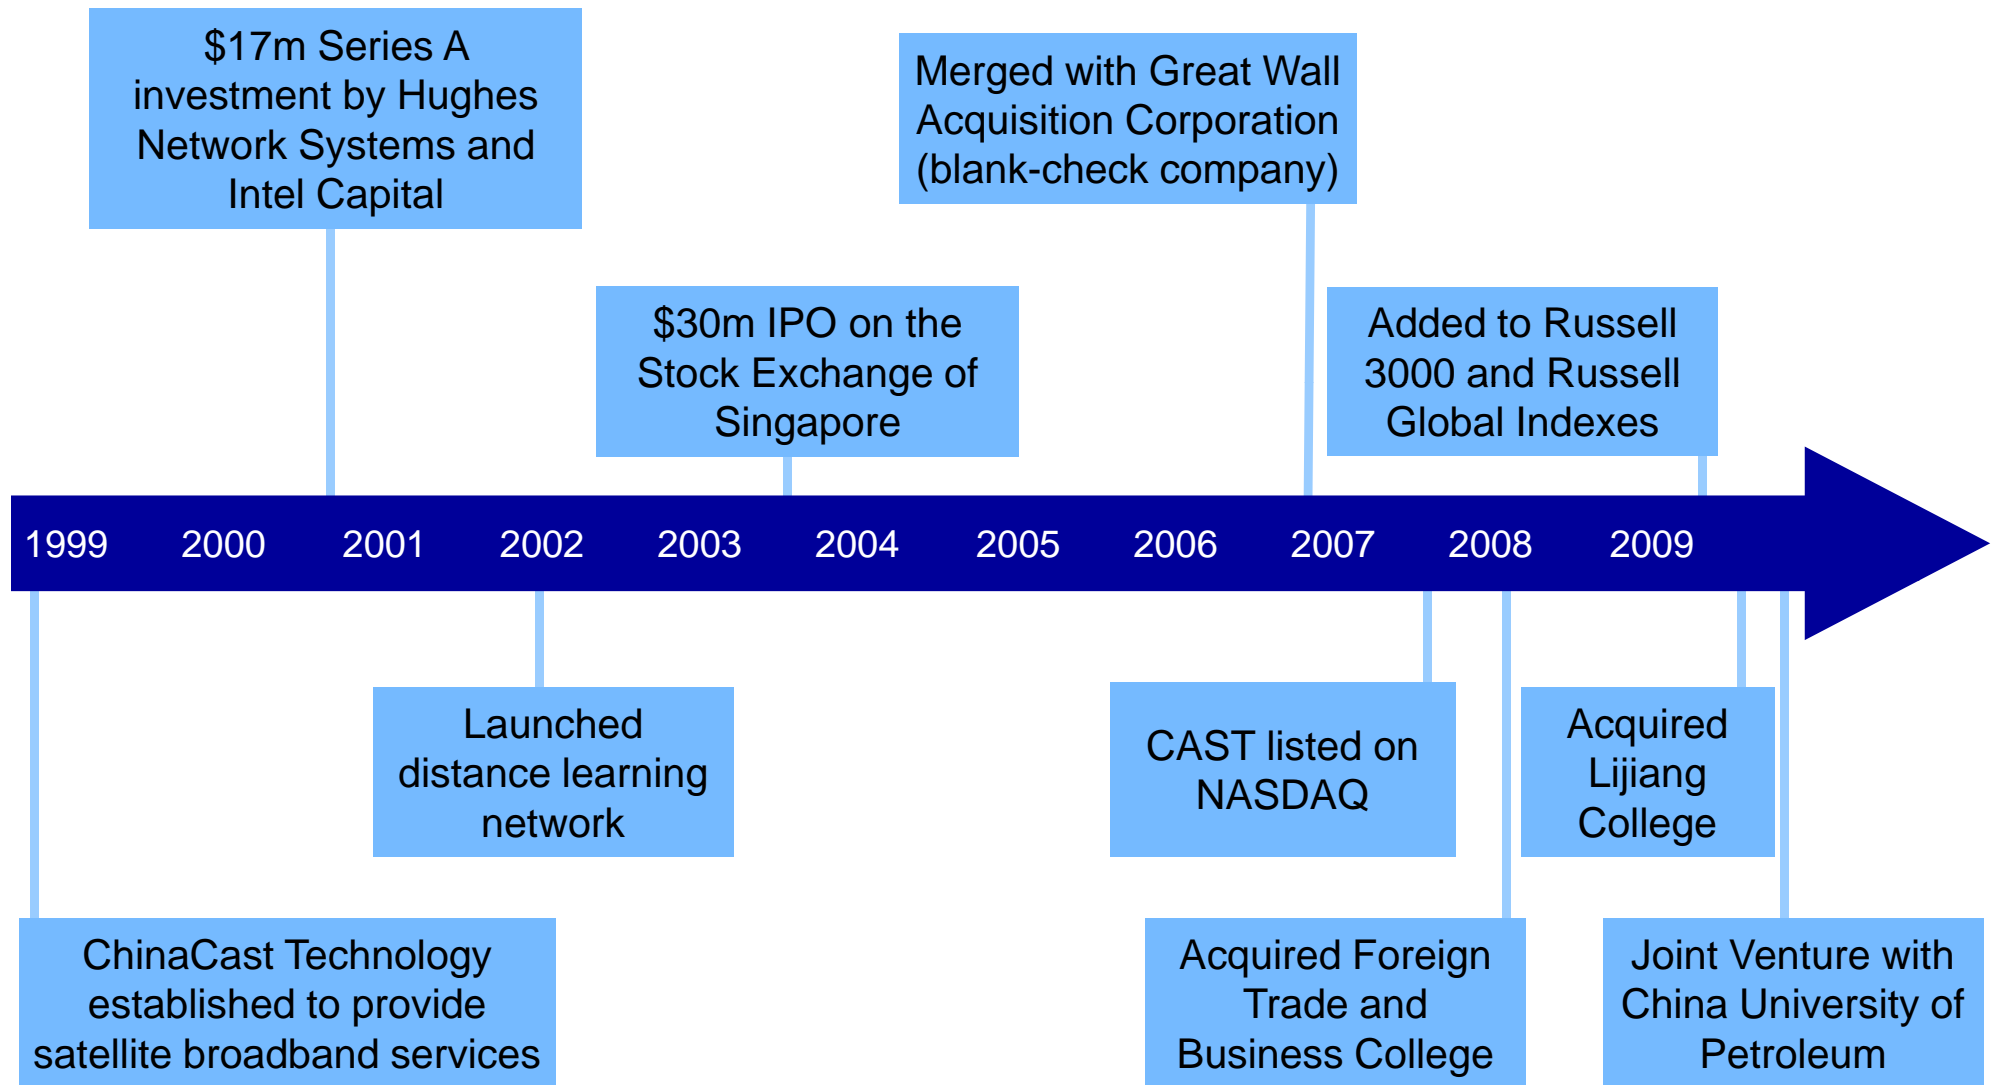 $17m Series A
investment by Hughes
Network Systems and
Intel Capital
Merged with Great Wall
Acquisition Corporation
(blank-check company)
$30m IPO on the
Stock Exchange of
Singapore
Added to Russell
3000 and Russell
Global Indexes
1999 2000 2001 2002 2003 2004 2005 2006 2007 2008 2009
Launched
distance learning
network
CAST listed on
NASDAQ
Acquired
Lijiang
College
ChinaCast Technology
established to provide
satellite broadband services
Acquired Foreign
Trade and
Business College
Joint Venture with
China University of
Petroleum